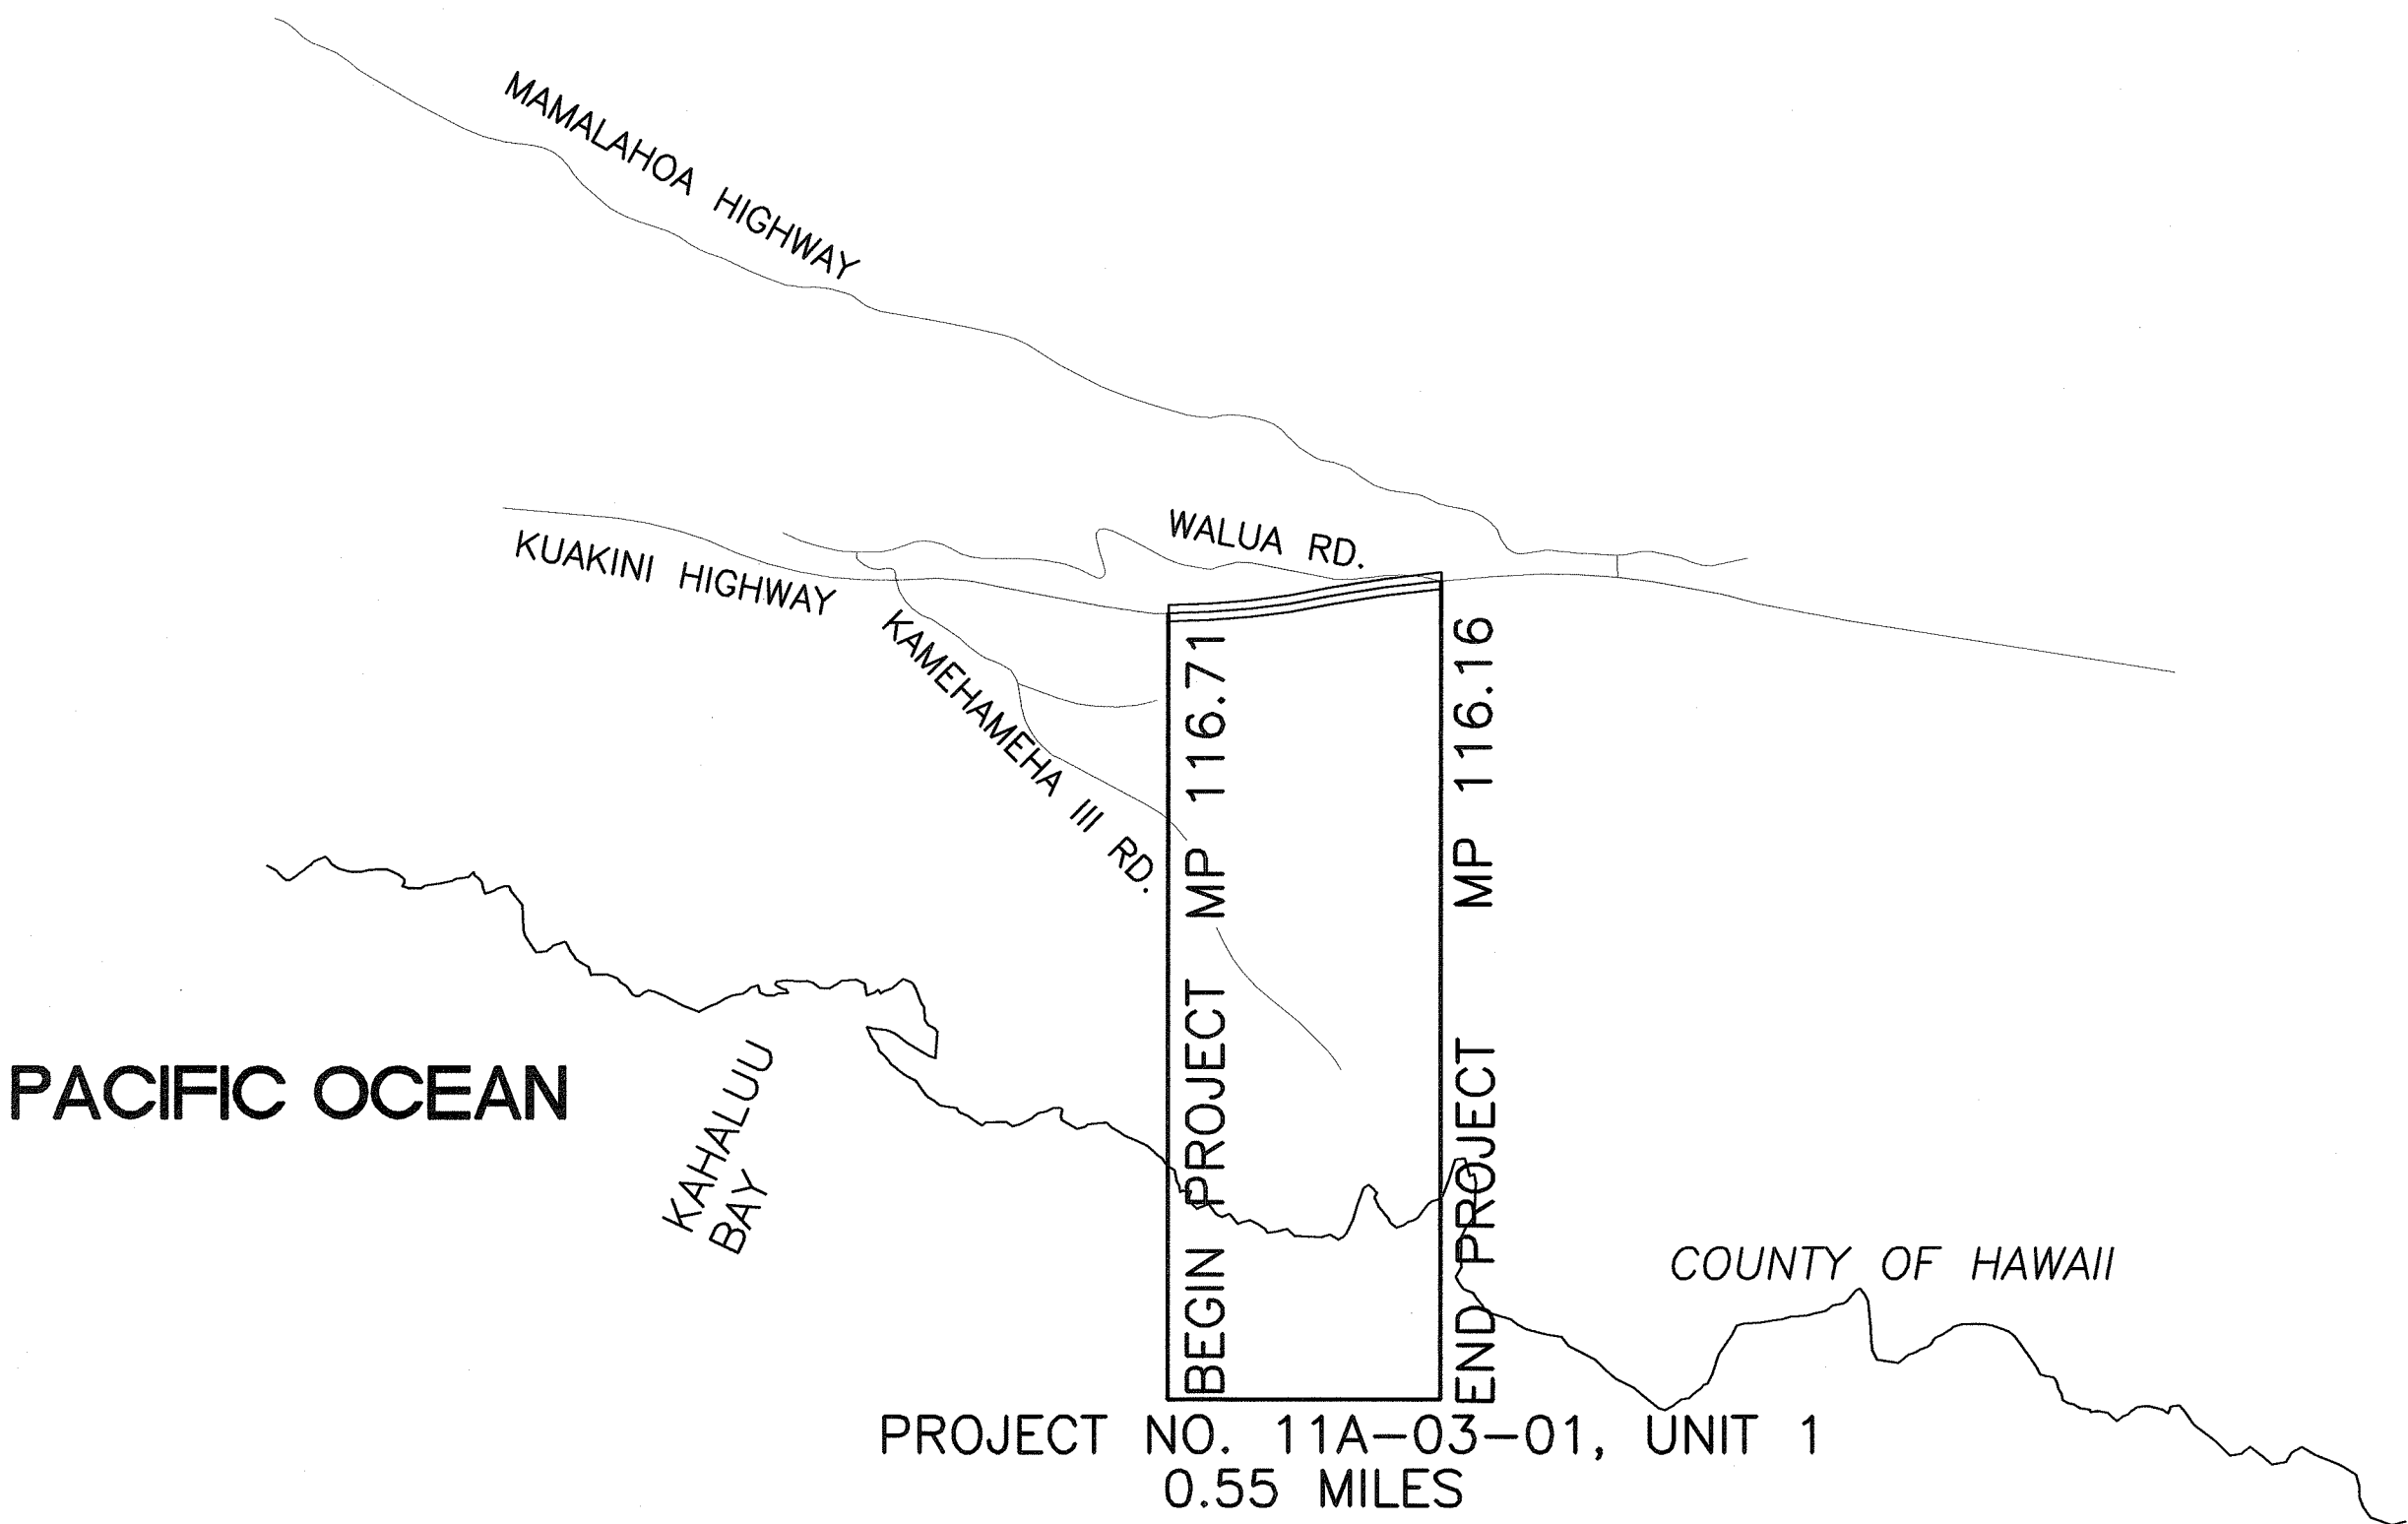 MAMALAHOA HIGHWAY
WALUA RD.
KUAKINI HIGHWAY
KAMEHAMEHA III RD.
BEGIN PROJECT MP 116.71
END PROJECT MP 116.16
PACIFIC OCEAN
KAHALUU
BAY
COUNTY OF HAWAII
PROJECT NO. 11A-03-01, UNIT 1
0.55 MILES